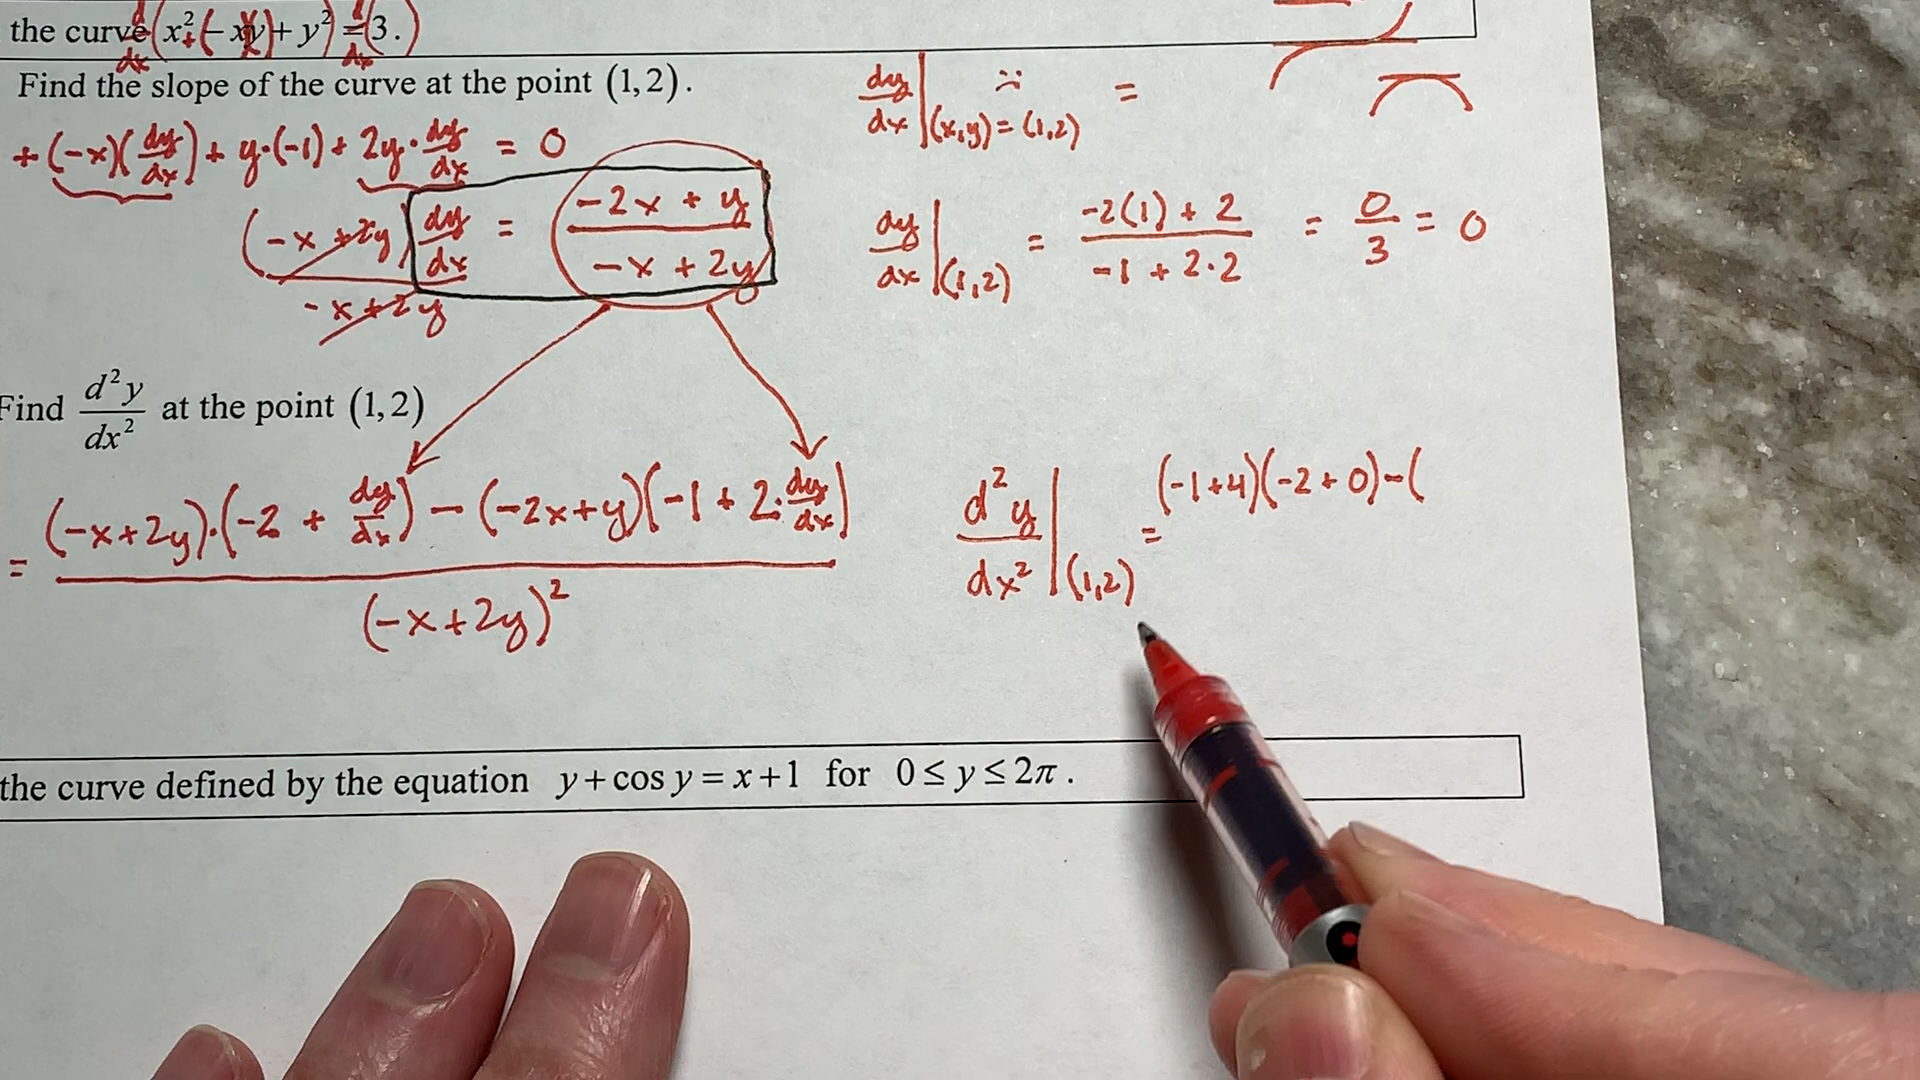 the curve x² - xy + y² = 3.
d/dx ( ) d/dx ( )
Find the slope of the curve at the point (1,2).
dy/dx |(x,y) = (1,2) =
+ (-x)(dy/dx) + y·(-1) + 2y·dy/dx = 0
(-x + 2y) dy/dx = (-2x + y)/(-x + 2y)
-x + 2y
dy/dx |(1,2) = (-2(1) + 2)/(-1 + 2·2) = 0/3 = 0
Find d²y/dx² at the point (1,2)
= ((-x+2y)·(-2 + dy/dx) - (-2x+y)(-1 + 2·dy/dx))/(-x+2y)²
d²y/dx² |(1,2) = (-1+4)(-2+0)-(
the curve defined by the equation y + cos y = x + 1 for 0 ≤ y ≤ 2π.